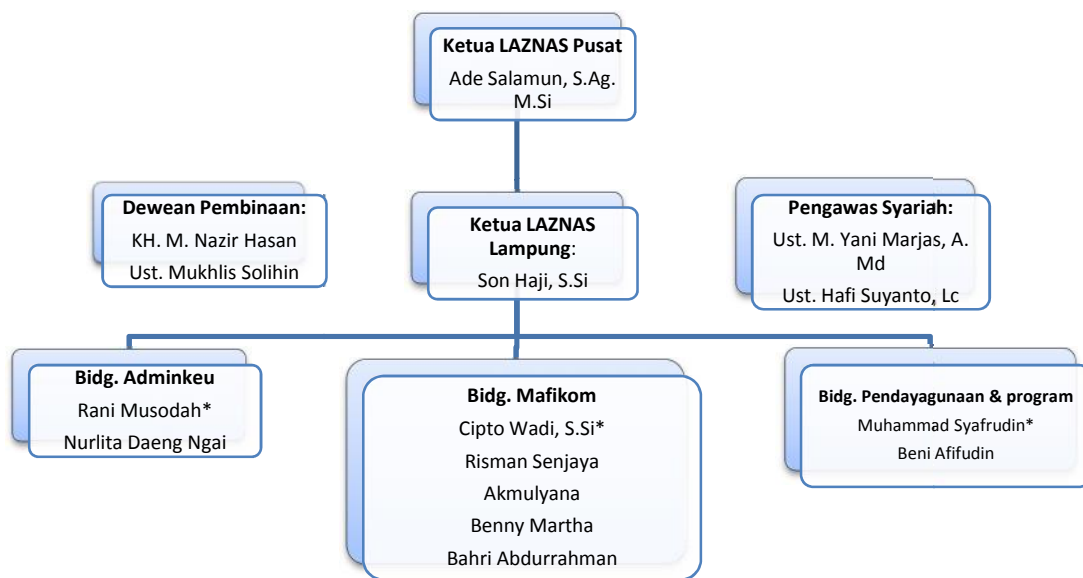 Ketua LAZNAS Pusat
Ade Salamun, S.Ag.
M.Si
Dewean Pembinaan:
KH. M. Nazir Hasan
Ust. Mukhlis Solihin
Ketua LAZNAS
Lampung:
Son Haji, S.Si
Pengawas Syariah:
Ust. M. Yani Marjas, A.
Md
Ust. Hafi Suyanto, Lc
Bidg. Adminkeu
Rani Musodah*
Nurlita Daeng Ngai
Bidg. Mafikom
Cipto Wadi, S.Si*
Risman Senjaya
Akmulyana
Benny Martha
Bahri Abdurrahman
Bidg. Pendayagunaan & program
Muhammad Syafrudin*
Beni Afifudin